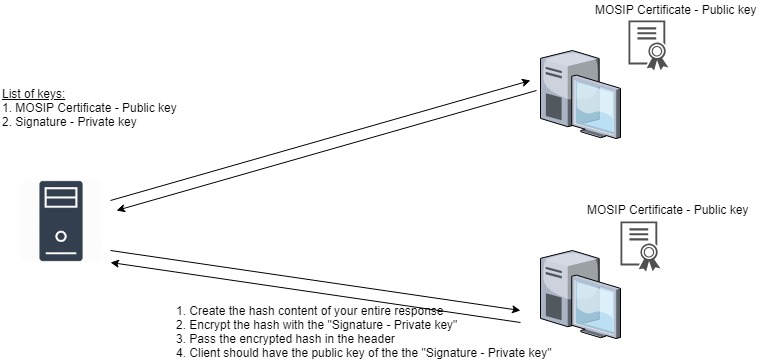 MOSIP Certificate - Public key
List of keys:
1. MOSIP Certificate - Public key
2. Signature - Private key
MOSIP Certificate - Public key
1. Create the hash content of your entire response
2. Encrypt the hash with the "Signature - Private key"
3. Pass the encrypted hash in the header
4. Client should have the public key of the the "Signature - Private key"